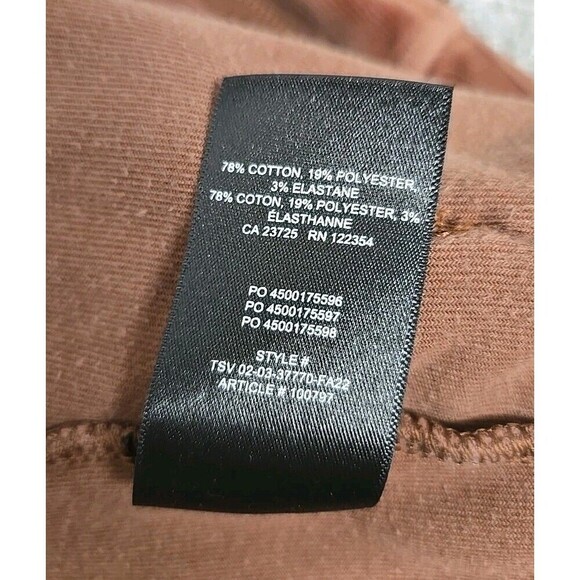 78% COTTON, 19% POLYESTER,
3% ELASTANE
78% COTON, 19% POLYESTER, 3%
ÉLASTHANNE
CA 23725 RN 122354
PO 4500175596
PO 4500175597
PO 4500175598
STYLE #
TSV 02-03-37770-FA22
ARTICLE # 100797